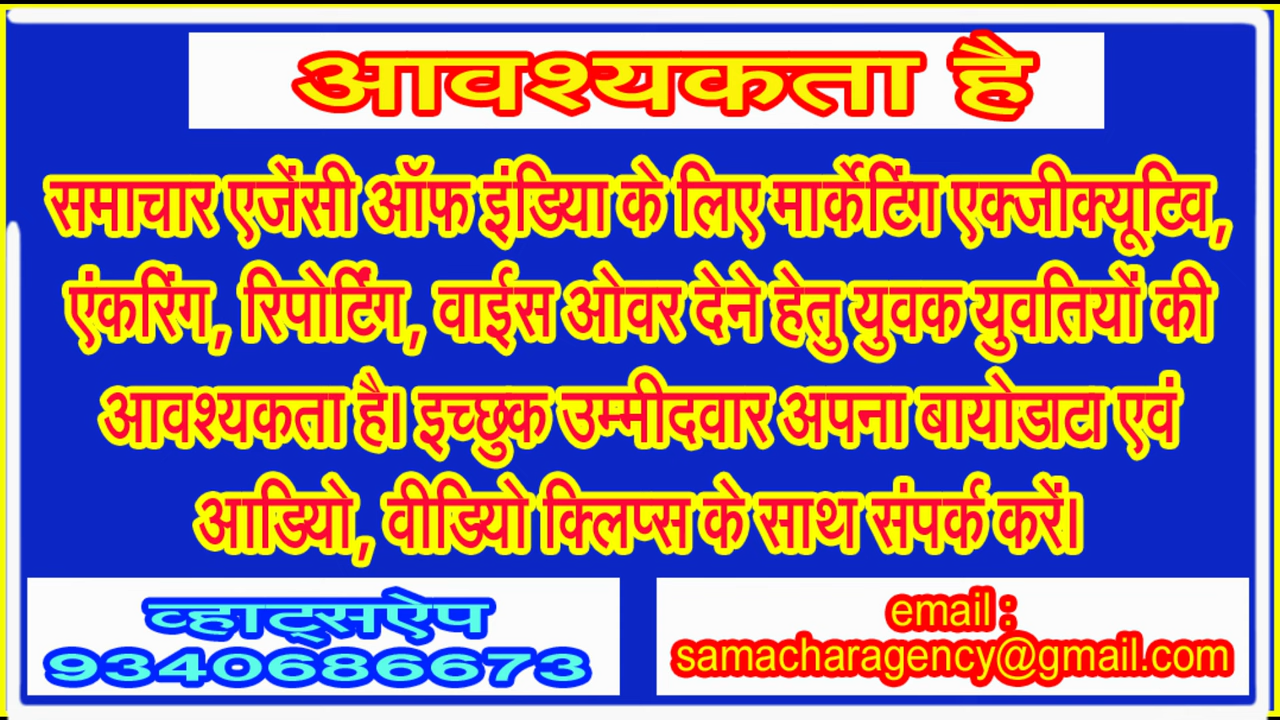 आवश्यकता है
समाचार एजेंसी ऑफ इंडिया के लिए मार्केटिंग एक्जीक्यूटिव,
एंकरिंग, रिपोर्टिंग, वाईस ओवर देने हेतु युवक युवतियों की
आवश्यकता है। इच्छुक उम्मीदवार अपना बायोडाटा एवं
आडियो, वीडियो क्लिप्स के साथ संपर्क करें।
व्हाट्सऐप
9340686673
email :
samacharagency@gmail.com